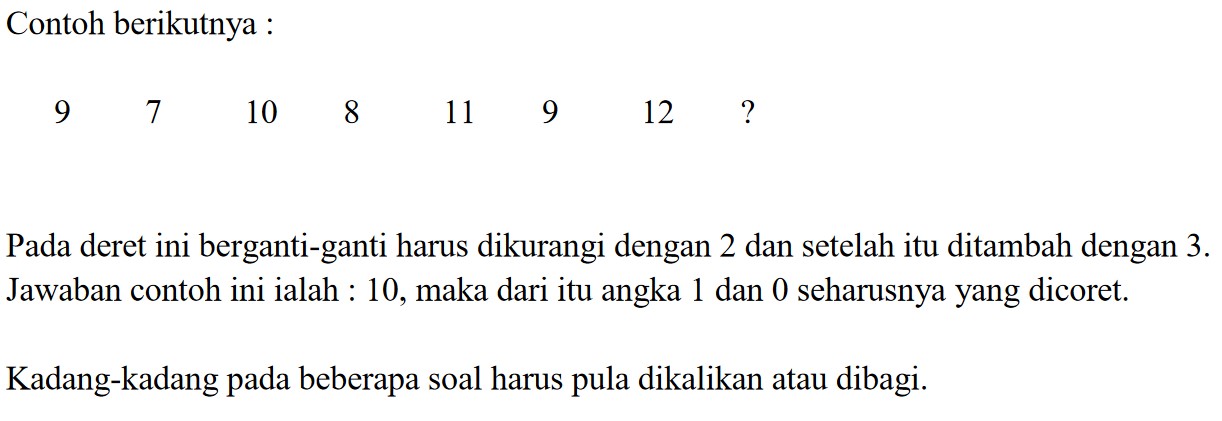 Contoh berikutnya :
9 7 10 8 11 9 12 ?
Pada deret ini berganti-ganti harus dikurangi dengan 2 dan setelah itu ditambah dengan 3.
Jawaban contoh ini ialah : 10, maka dari itu angka 1 dan 0 seharusnya yang dicoret.
Kadang-kadang pada beberapa soal harus pula dikalikan atau dibagi.